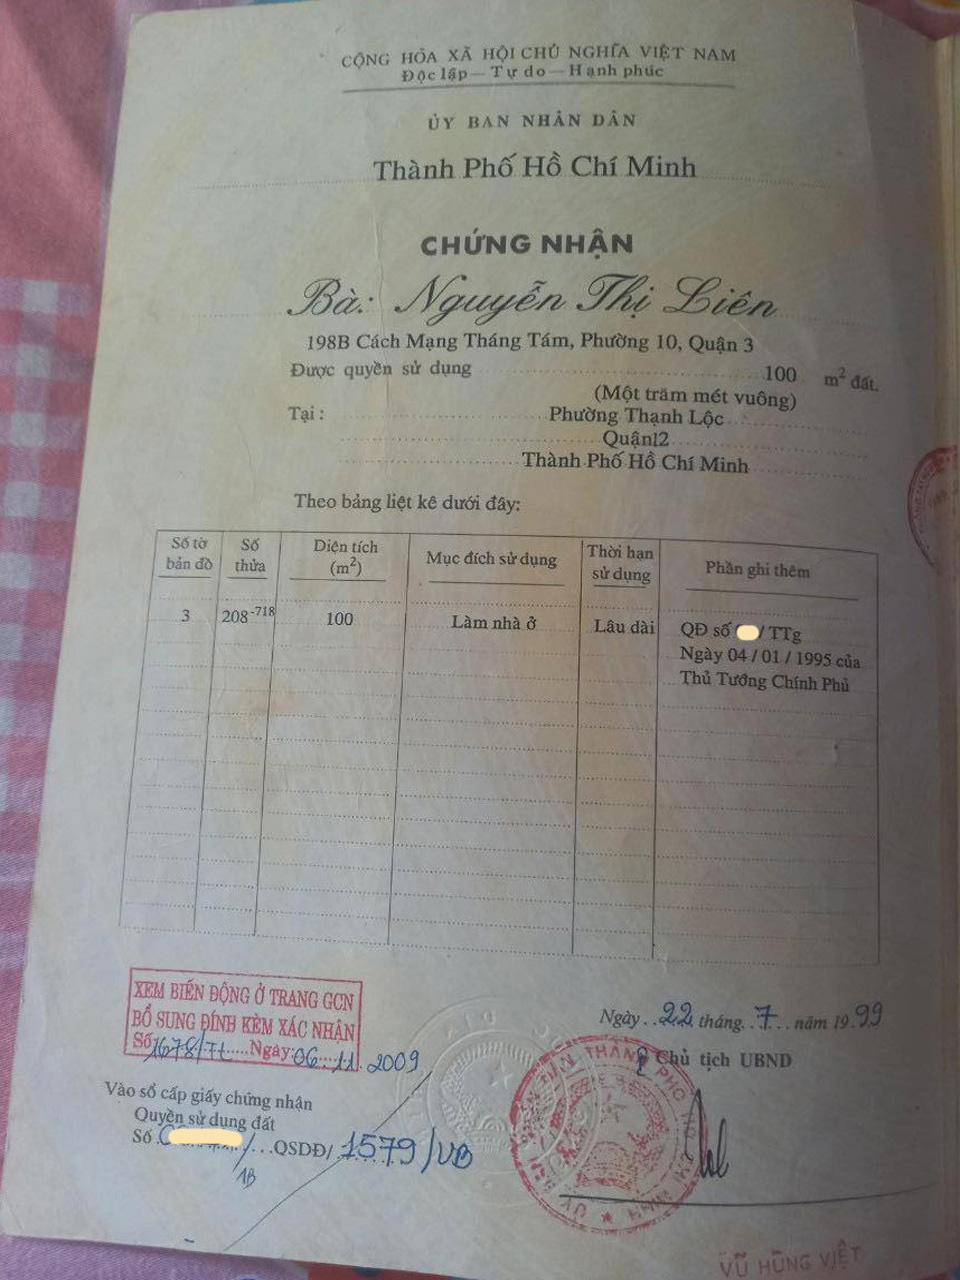 CỘNG HÒA XÃ HỘI CHỦ NGHĨA VIỆT NAM
Độc lập — Tự do — Hạnh phúc
ỦY BAN NHÂN DÂN
Thành Phố Hồ Chí Minh
CHỨNG NHẬN
Bà: Nguyễn Thị Liên
198B Cách Mạng Tháng Tám, Phường 10, Quận 3
Được quyền sử dụng 100 m² đất.
(Một trăm mét vuông)
Tại : Phường Thạnh Lộc
Quận12
Thành Phố Hồ Chí Minh
Theo bảng liệt kê dưới đây:
Số tờ bản đồ Số thửa Diện tích (m²) Mục đích sử dụng Thời hạn sử dụng Phần ghi thêm
3 208-718 100 Làm nhà ở Lâu dài QĐ số / TTg
Ngày 04 / 01 / 1995 của
Thủ Tướng Chính Phủ
XEM BIẾN ĐỘNG Ở TRANG GCN
BỔ SUNG ĐÍNH KÈM XÁC NHẬN
Số Ngày: 06.11.2009
Ngày 22 tháng 7 năm 1999
Chủ tịch UBND
Vào sổ cấp giấy chứng nhận
Quyền sử dụng đất
Số QSDĐ/ 1579/UB
1B
VŨ HÙNG VIỆT